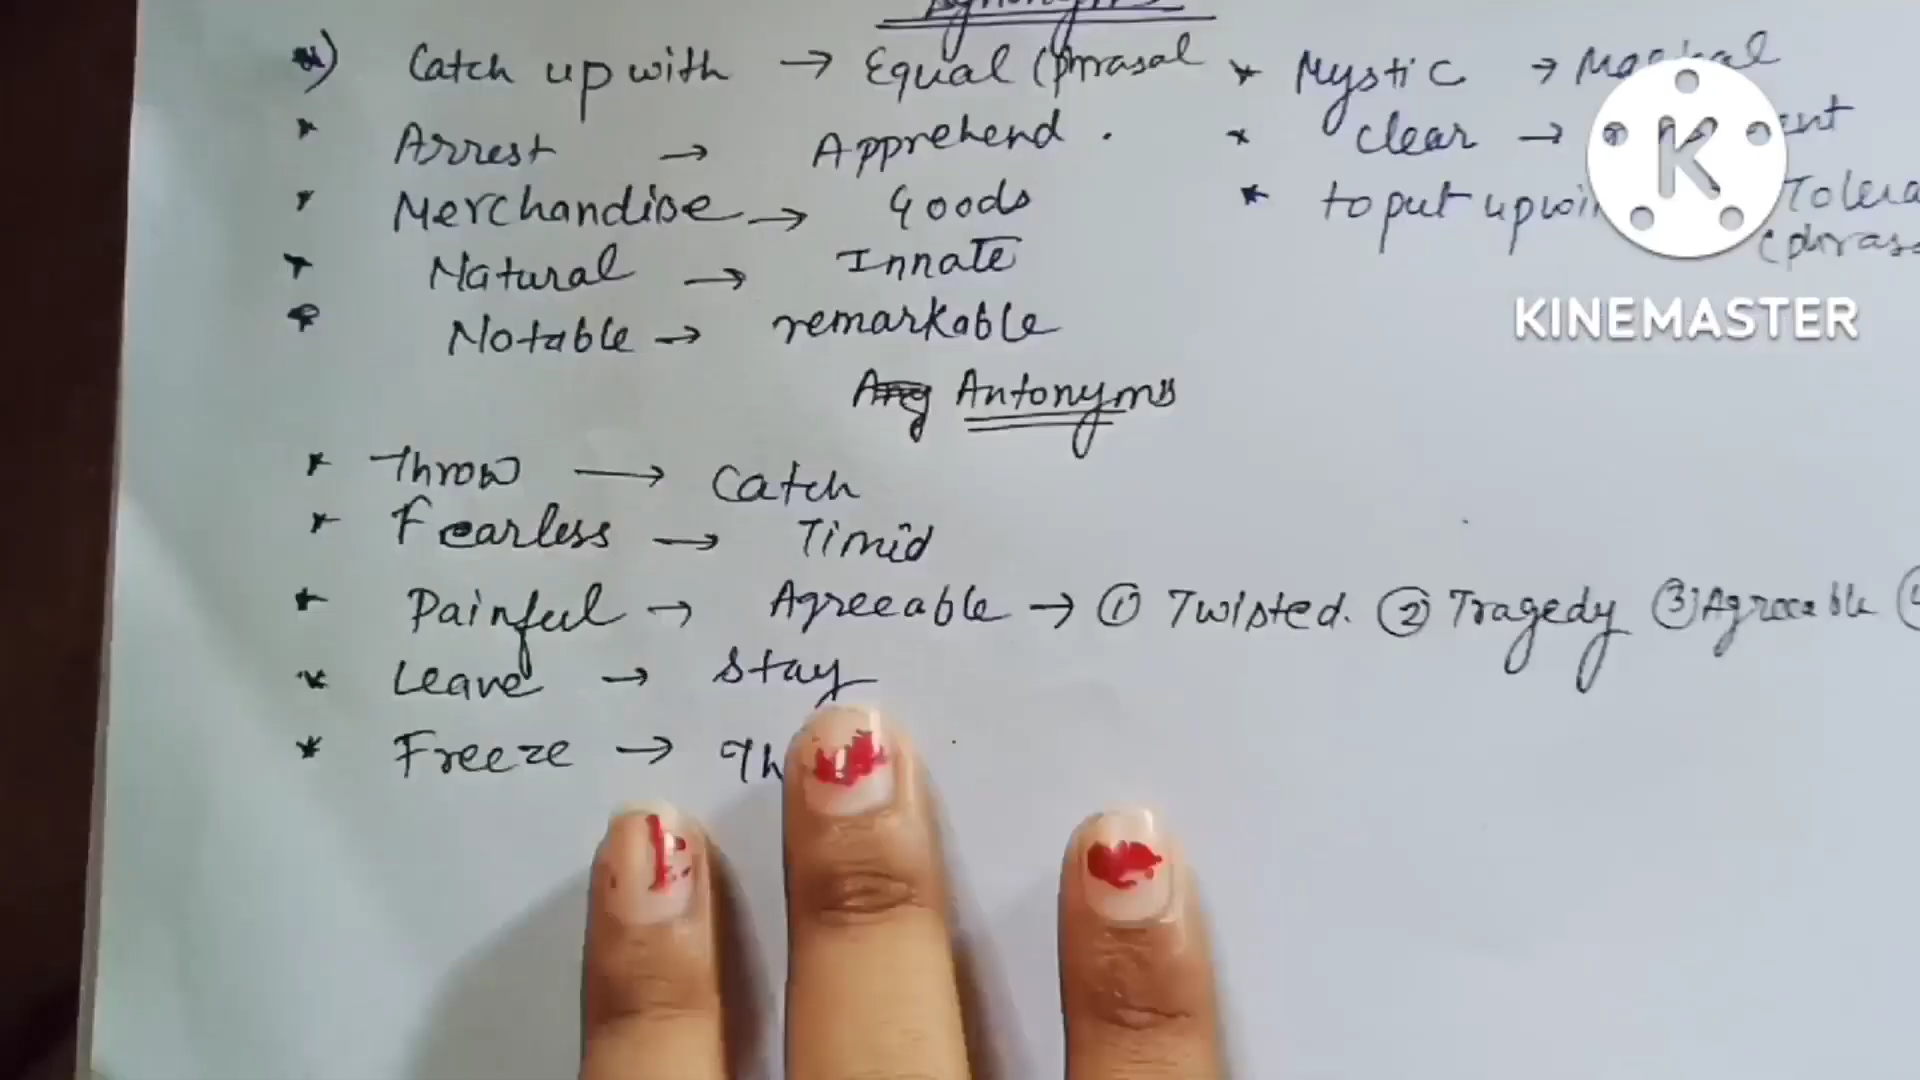 Synonyms
Catch up with → Equal (phrasal
Arrest → Apprehend.
Merchandise → Goods
Natural → Innate
Notable → remarkable
* Mystic →
* clear →
* to put up
KINEMASTER
Antonyms
* Throw → Catch
* Fearless → Timid
* Painful → Agreeable → ① Twisted. ② Tragedy ③ Agreeable
* Leave → Stay
* Freeze →